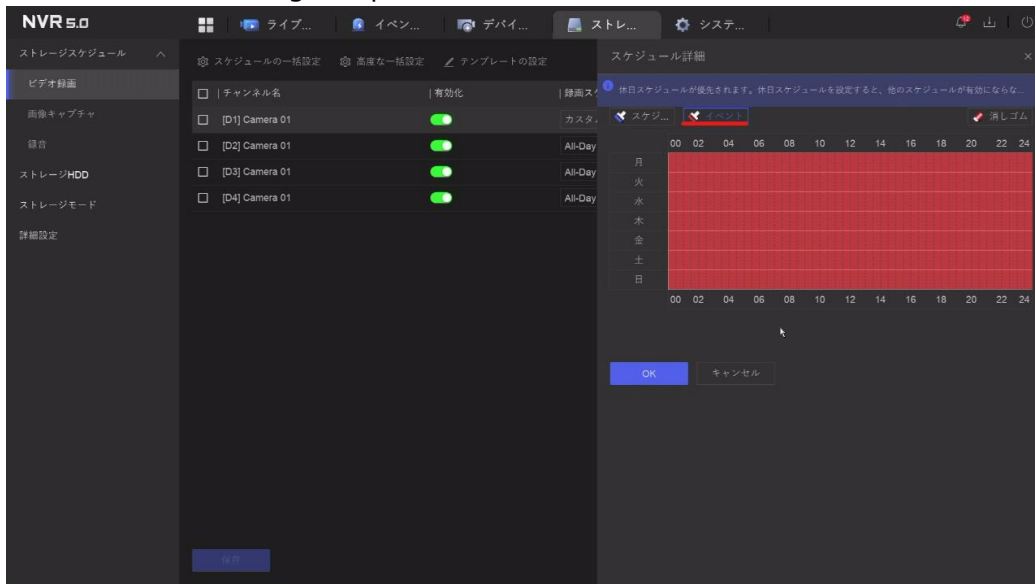 NVR 5.0
ライブ...
イベン...
デバイ...
ストレ...
システ...
ストレージスケジュール
ビデオ録画
画像キャプチャ
録音
ストレージHDD
ストレージモード
詳細設定
スケジュールの一括設定
高度な一括設定
テンプレートの設定
チャンネル名
有効化
録画ス
[D1] Camera 01
カスタ
[D2] Camera 01
All-Day
[D3] Camera 01
All-Day
[D4] Camera 01
All-Day
保存
スケジュール詳細
休日スケジュールが優先されます。休日スケジュールを設定すると、他のスケジュールが有効にならな...
スケジ...
イベント
消しゴム
00 02 04 06 08 10 12 14 16 18 20 22 24
月
火
水
木
金
土
日
00 02 04 06 08 10 12 14 16 18 20 22 24
OK
キャンセル